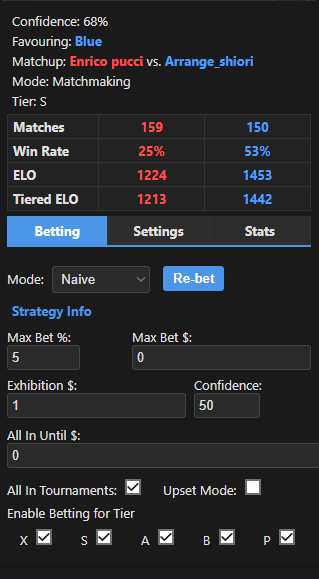 Confidence: 68%
Favouring: Blue
Matchup: Enrico pucci vs. Arrange_shiori
Mode: Matchmaking
Tier: S
Matches 159 150
Win Rate 25% 53%
ELO 1224 1453
Tiered ELO 1213 1442
Betting Settings Stats
Mode: Naive Re-bet
Strategy Info
Max Bet %: Max Bet $:
5 0
Exhibition $: Confidence:
1 50
All In Until $:
0
All In Tournaments: Upset Mode:
Enable Betting for Tier
X S A B P